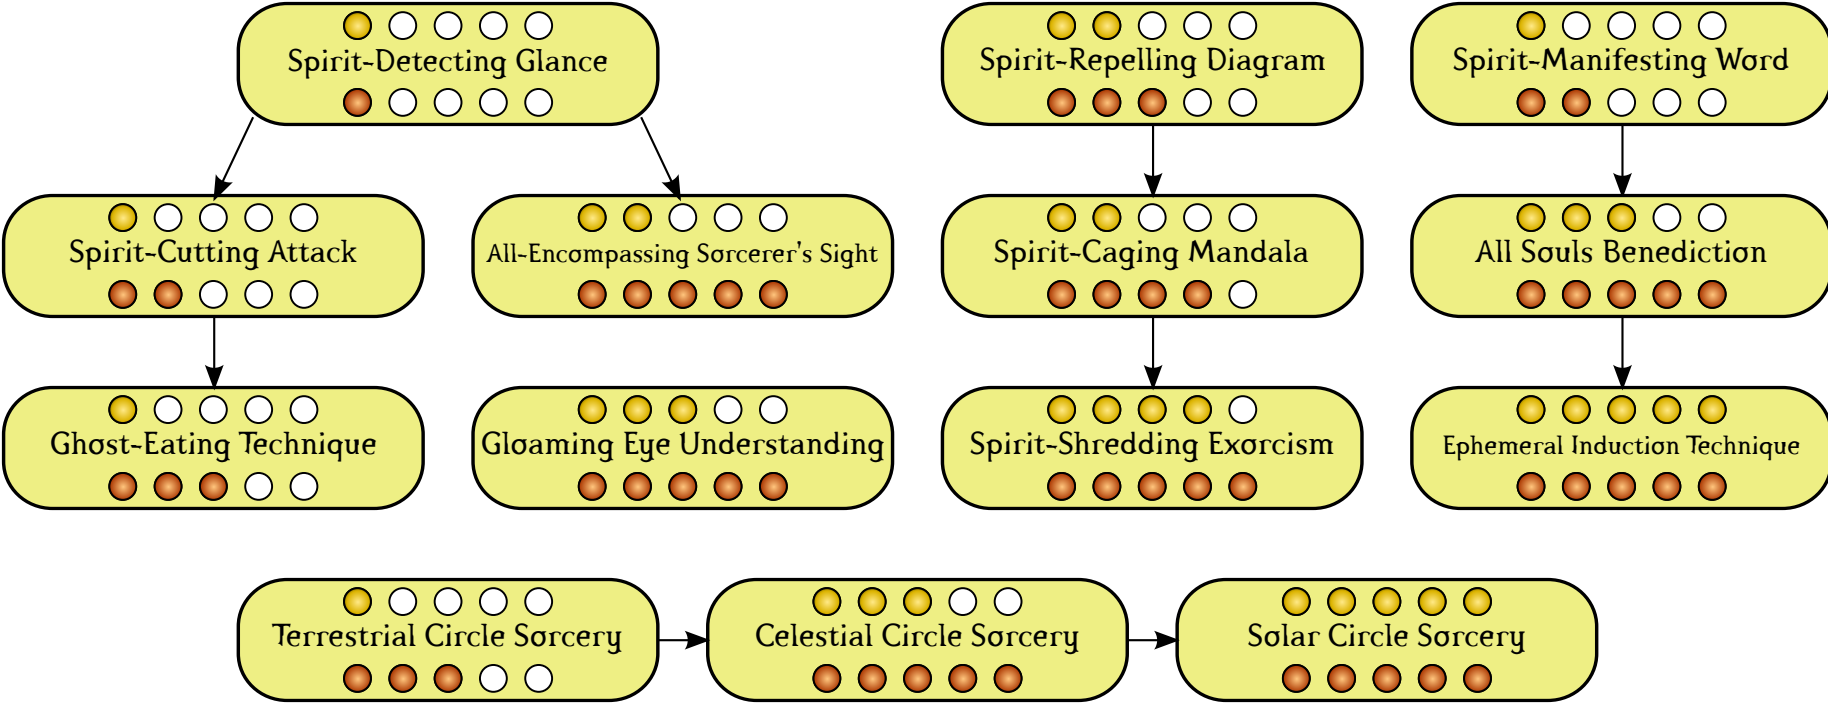 Spirit-Detecting Glance
Spirit-Repelling Diagram
Spirit-Manifesting Word
Spirit-Cutting Attack
All-Encompassing Sorcerer's Sight
Spirit-Caging Mandala
All Souls Benediction
Ghost-Eating Technique
Gloaming Eye Understanding
Spirit-Shredding Exorcism
Ephemeral Induction Technique
Terrestrial Circle Sorcery
Celestial Circle Sorcery
Solar Circle Sorcery